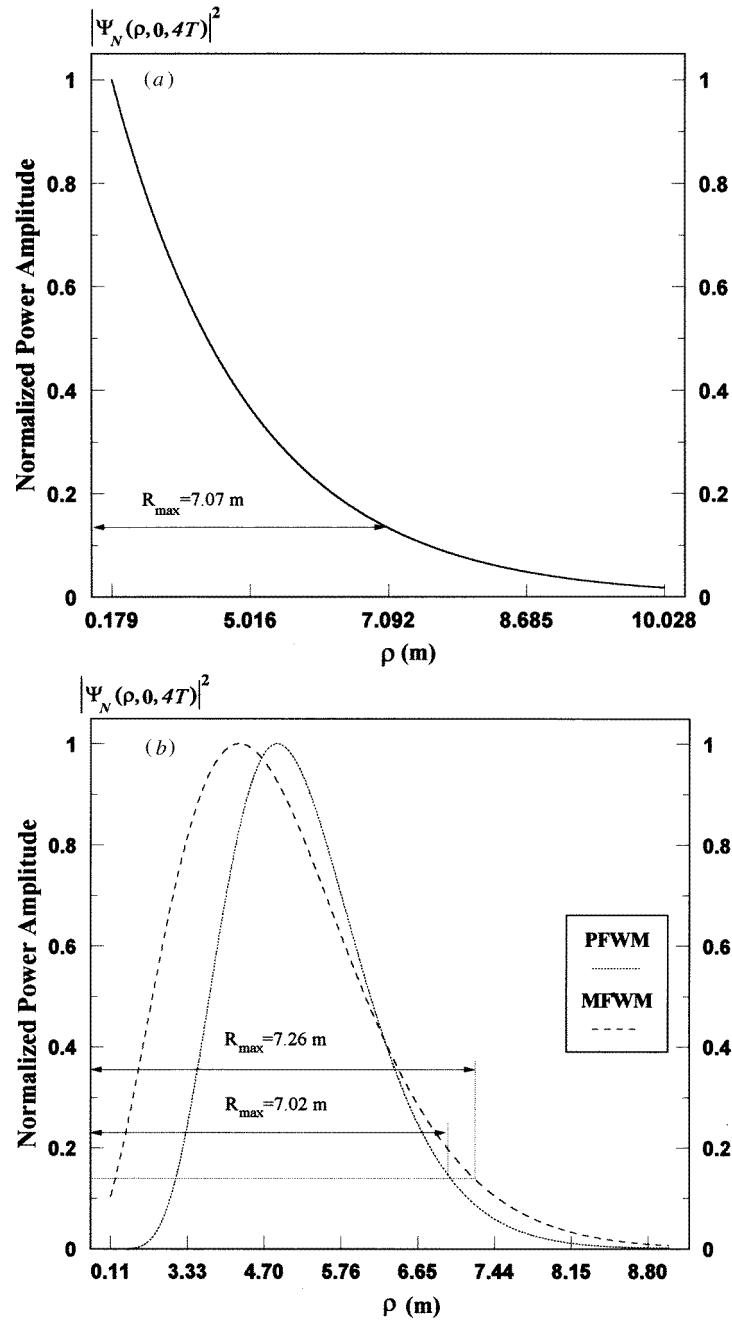 |Ψ_N (ρ, 0, 4T)|²
(a)
Normalized Power Amplitude
1 1
0.8 0.8
0.6 0.6
0.4 0.4
0.2 0.2
0 0
R_max=7.07 m
0.179 5.016 7.092 8.685 10.028
ρ (m)
|Ψ_N (ρ, 0, 4T)|²
(b)
Normalized Power Amplitude
1 1
0.8 0.8
0.6 0.6
0.4 0.4
0.2 0.2
0 0
PFWM
MFWM
R_max=7.26 m
R_max=7.02 m
0.11 3.33 4.70 5.76 6.65 7.44 8.15 8.80
ρ (m)